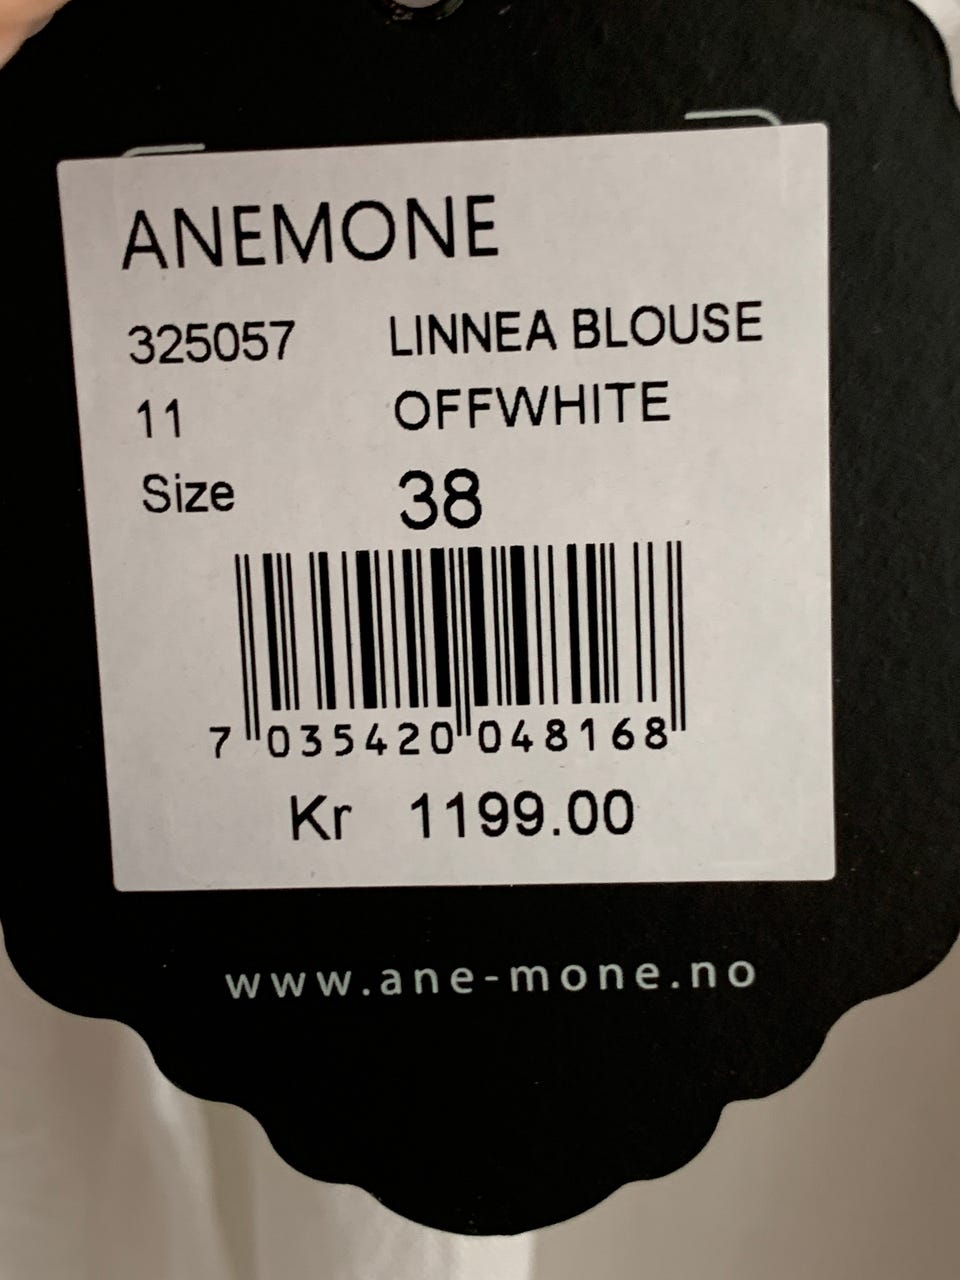 ANEMONE
325057 LINNEA BLOUSE
11 OFFWHITE
Size 38
7 035420 048168
Kr 1199.00
www.ane-mone.no